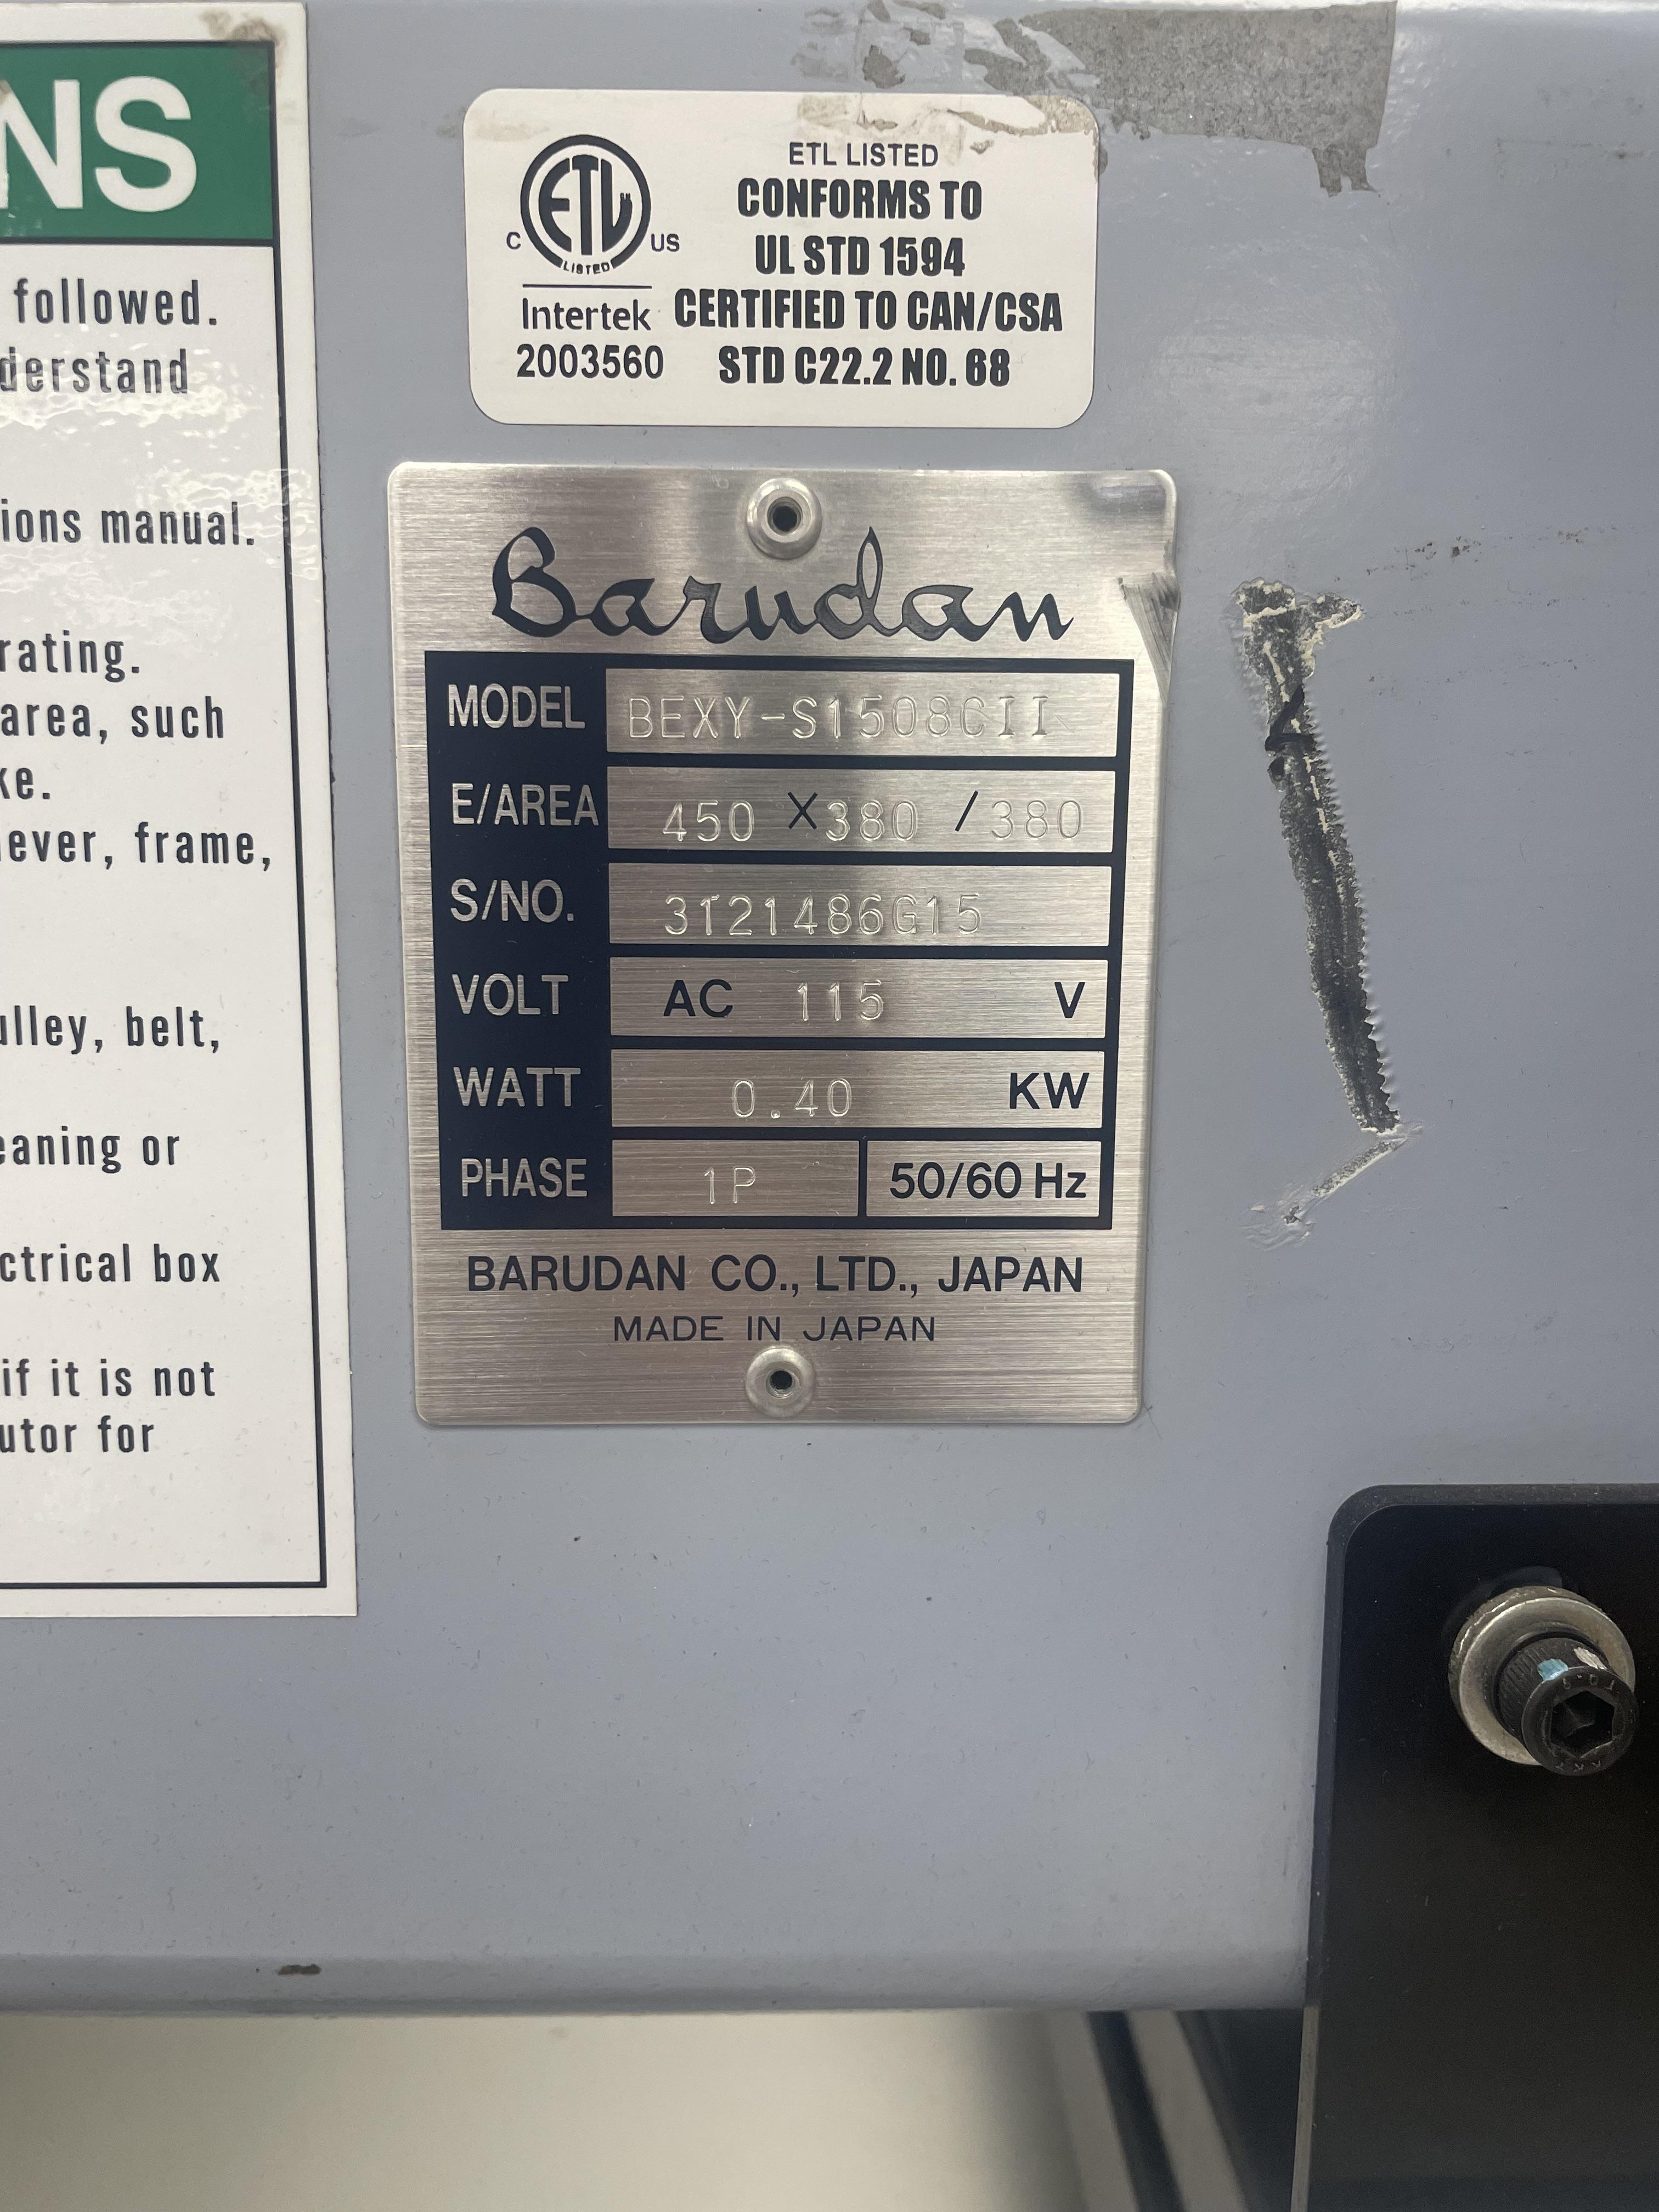 NS
followed.
derstand
ions manual.
rating.
area, such
ke.
lever, frame,
ulley, belt,
eaning or
ctrical box
if it is not
utor for
ETL LISTED
CONFORMS TO
UL STD 1594
CERTIFIED TO CAN/CSA
STD C22.2 NO. 68
ETL
LISTED
C US
Intertek
2003560
Barudan
MODEL BEXY-S1508CII
E/AREA 450 X 380 / 380
S/NO. 3121486G15
VOLT AC 115 V
WATT 0.40 KW
PHASE 1P 50/60 Hz
BARUDAN CO., LTD., JAPAN
MADE IN JAPAN